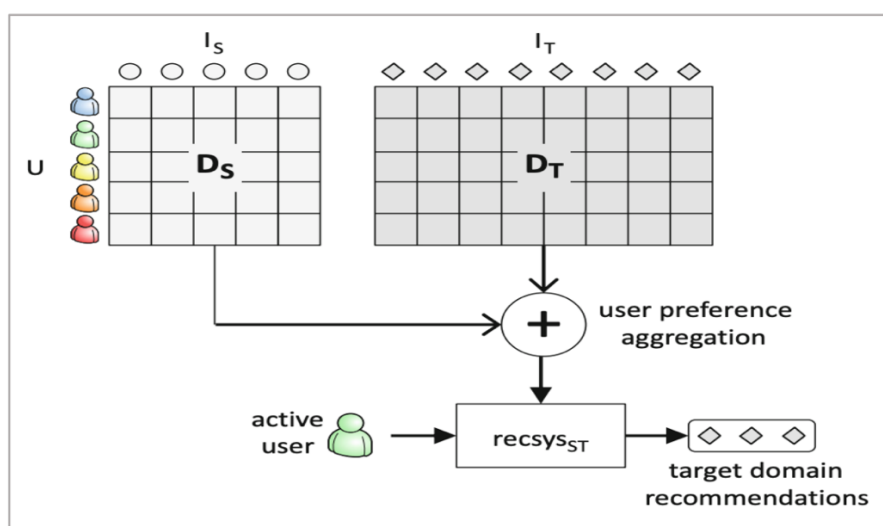 I_S
I_T
U
D_S
D_T
+
user preference
aggregation
active
user
recsys_ST
target domain
recommendations